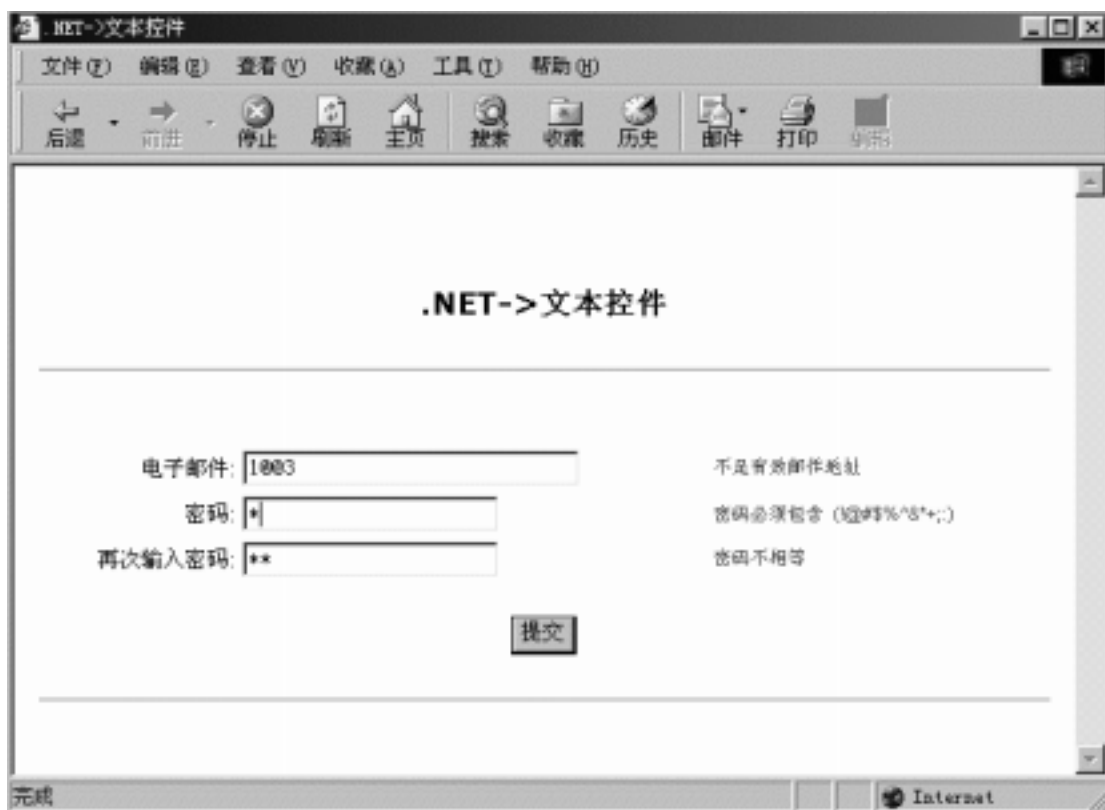 .NET->文本控件
文件(F) 编辑(E) 查看(V) 收藏(A) 工具(T) 帮助(H)
后退 前进 停止 刷新 主页 搜索 收藏 历史 邮件 打印
.NET->文本控件
电子邮件: 1003 不是有效邮件地址
密码: * 密码必须包含 (!@#$%^&*+;:)
再次输入密码: ** 密码不相等
提交
完成 Internet